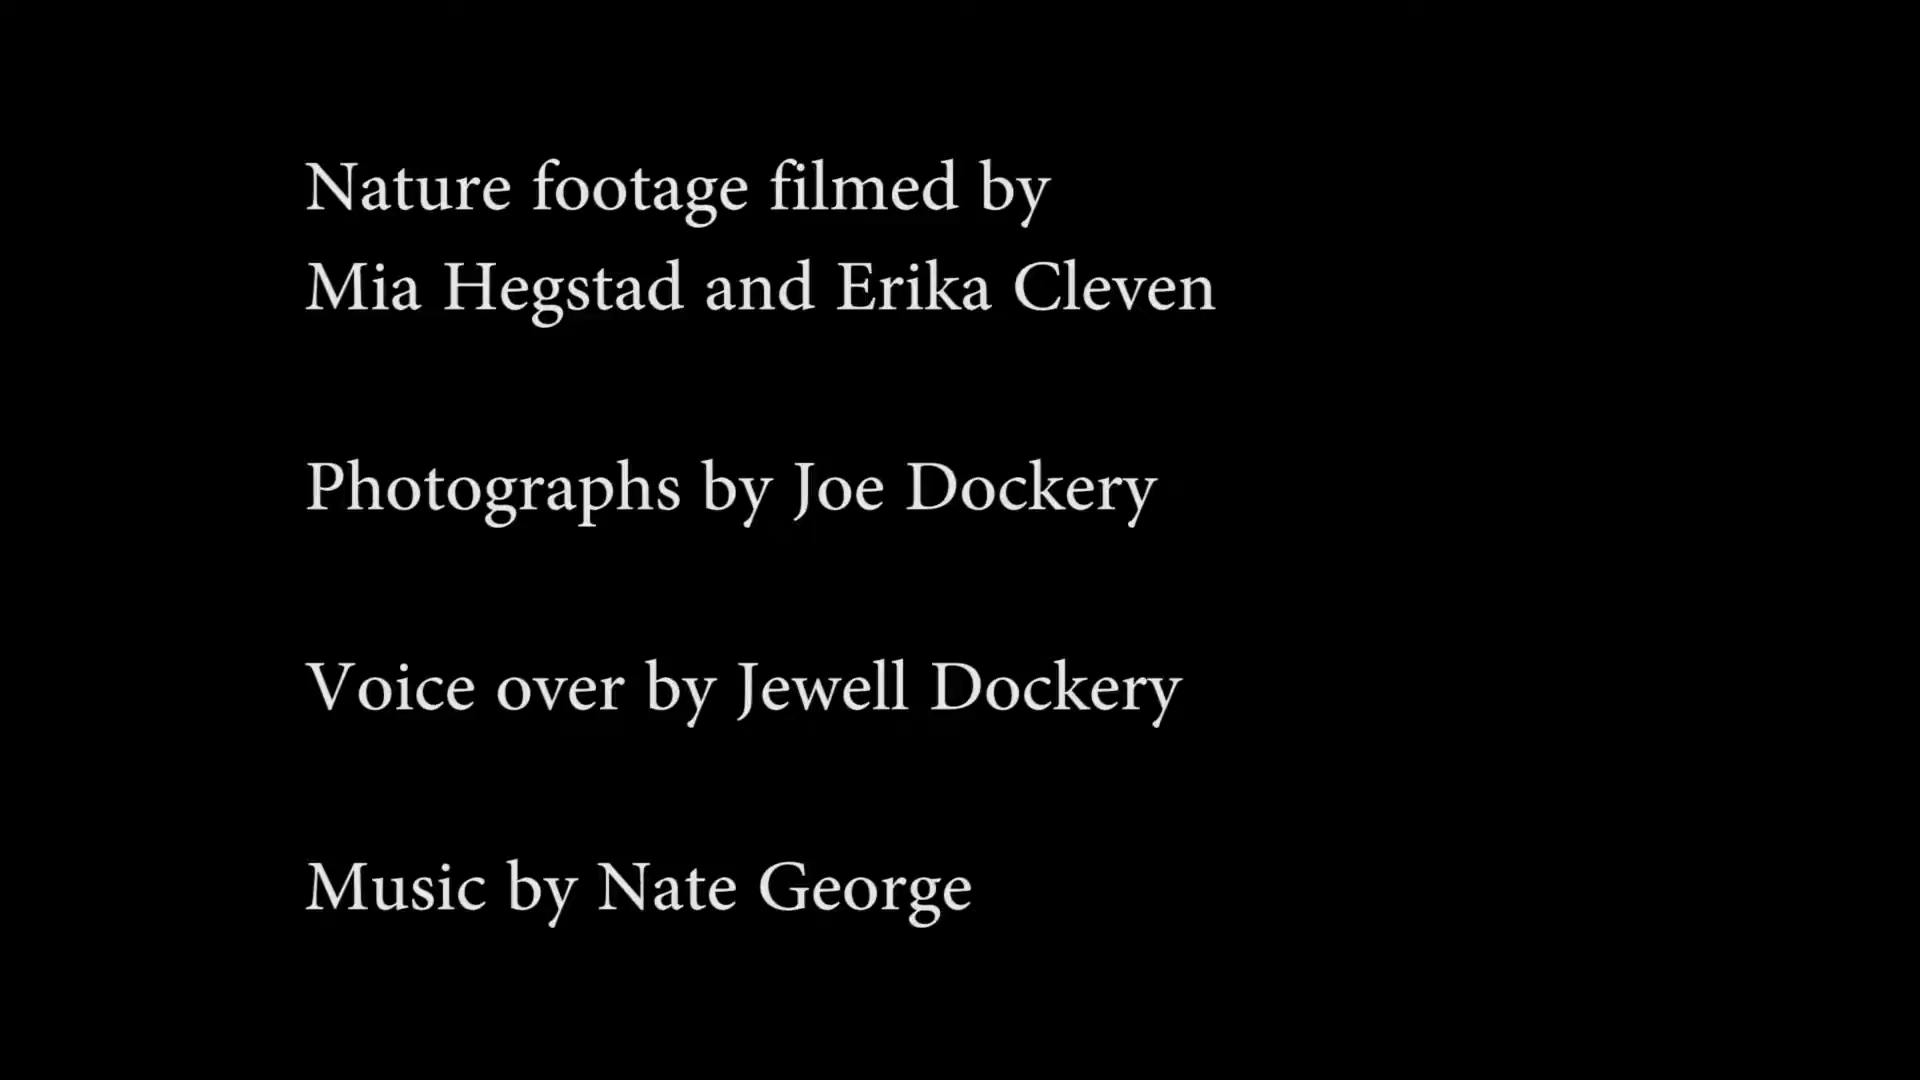 Nature footage filmed by
Mia Hegstad and Erika Cleven
Photographs by Joe Dockery
Voice over by Jewell Dockery
Music by Nate George